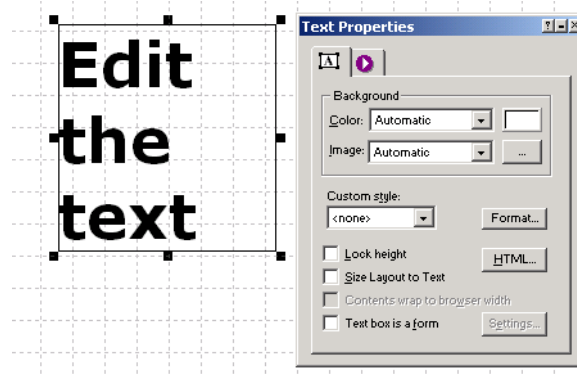 Edit
the
text
Text Properties
A
Background
Color: Automatic
Image: Automatic ...
Custom style:
<none> Format...
Lock height
HTML...
Size Layout to Text
Contents wrap to browser width
Text box is a form Settings...